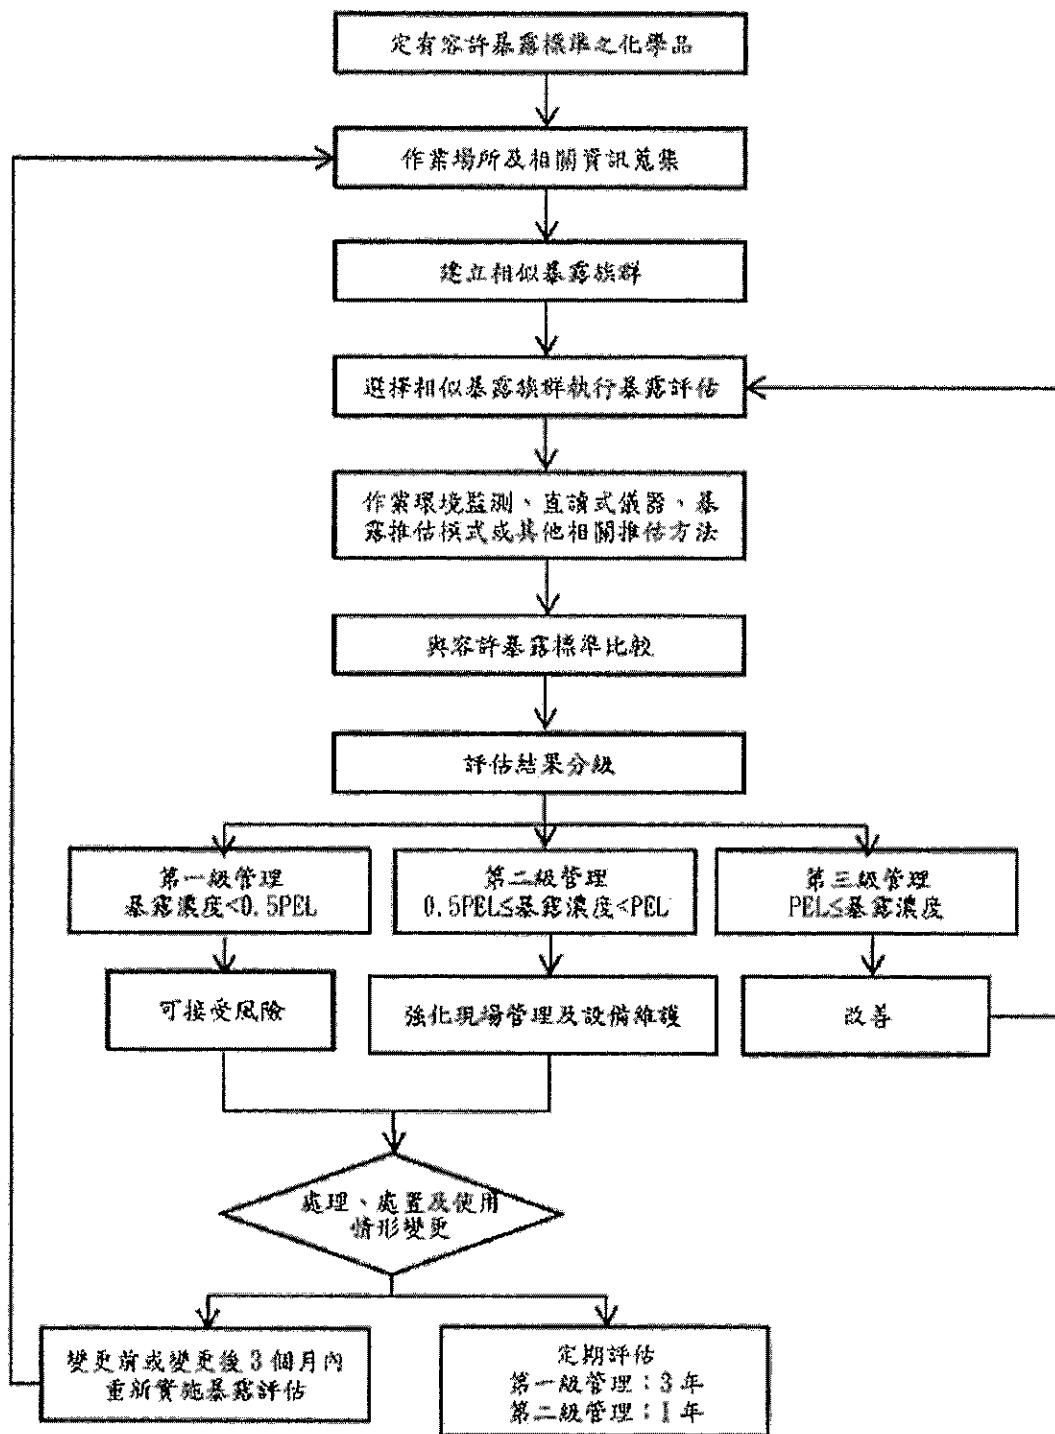 定有容許暴露標準之化學品
作業場所及相關資訊蒐集
建立相似暴露族群
選擇相似暴露族群執行暴露評估
作業環境監測、直讀式儀器、暴
露推估模式或其他相關推估方法
與容許暴露標準比較
評估結果分級
第一級管理
暴露濃度<0.5PEL
第二級管理
0.5PEL≤暴露濃度<PEL
第三級管理
PEL≤暴露濃度
可接受風險
強化現場管理及設備維護
改善
處理、處置及使用
情形變更
變更前或變更後3個月內
重新實施暴露評估
定期評估
第一級管理：3年
第二級管理：1年